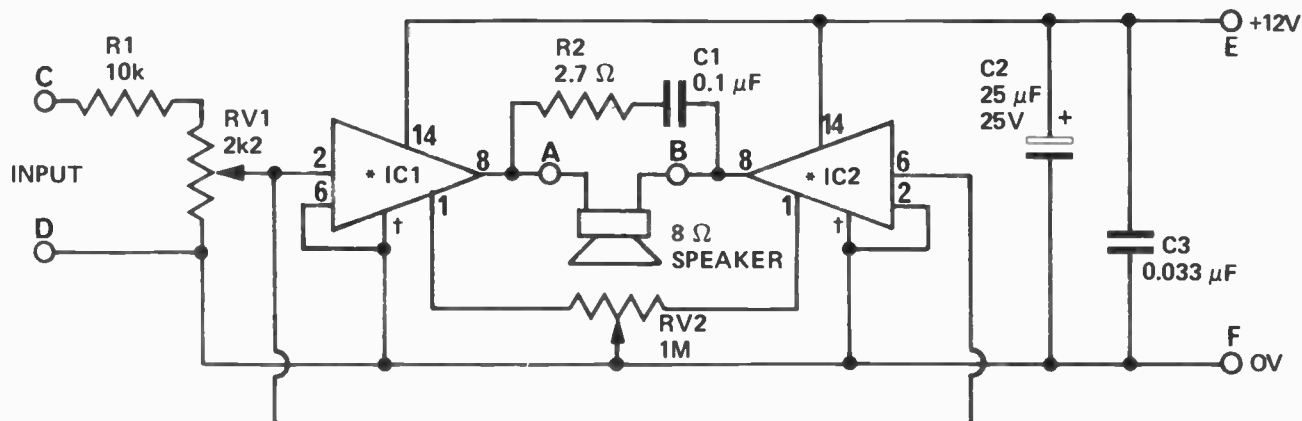 C
R1
10k
RV1
2k2
INPUT
D
2
6
14
* IC1
†
8
1
R2
2.7 Ω
C1
0.1 μF
A
B
8 Ω
SPEAKER
RV2
1M
8
14
* IC2
†
1
6
2
C2
25 μF
25V
+
C3
0.033 μF
+12V
E
F
0V